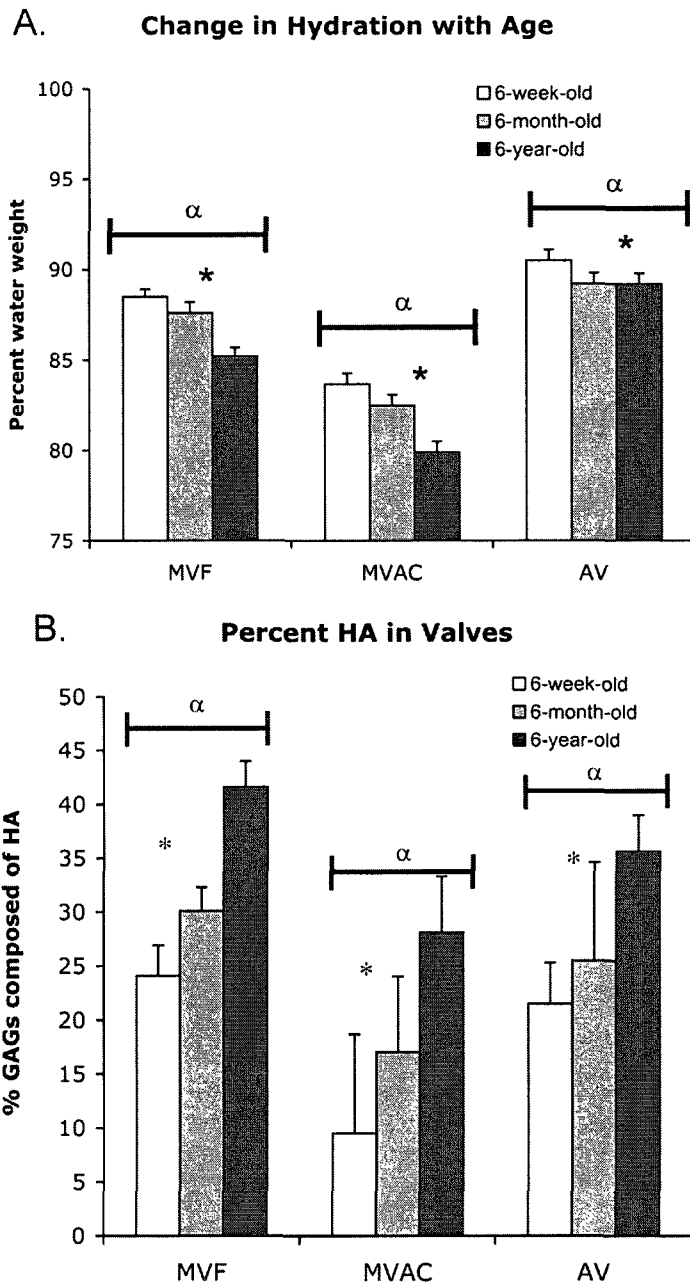 A.
Change in Hydration with Age
100
95
90
85
80
75
Percent water weight
6-week-old
6-month-old
6-year-old
α
*
α
*
α
*
MVF
MVAC
AV
B.
Percent HA in Valves
50
45
40
35
30
25
20
15
10
5
0
% GAGs composed of HA
6-week-old
6-month-old
6-year-old
α
*
α
*
α
*
MVF
MVAC
AV